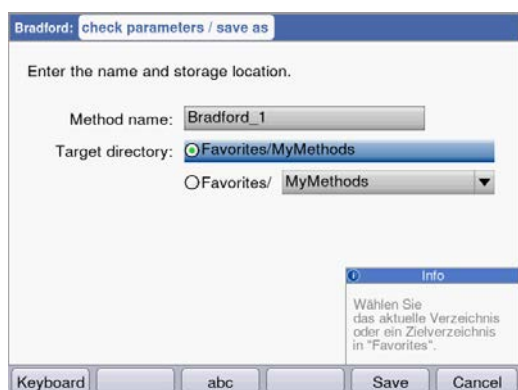 Bradford: check parameters / save as
Enter the name and storage location.
Method name: Bradford_1
Target directory: Favorites/MyMethods
Favorites/ MyMethods
Info
Wählen Sie
das aktuelle Verzeichnis
oder ein Zielverzeichnis
in "Favorites".
Keyboard abc Save Cancel